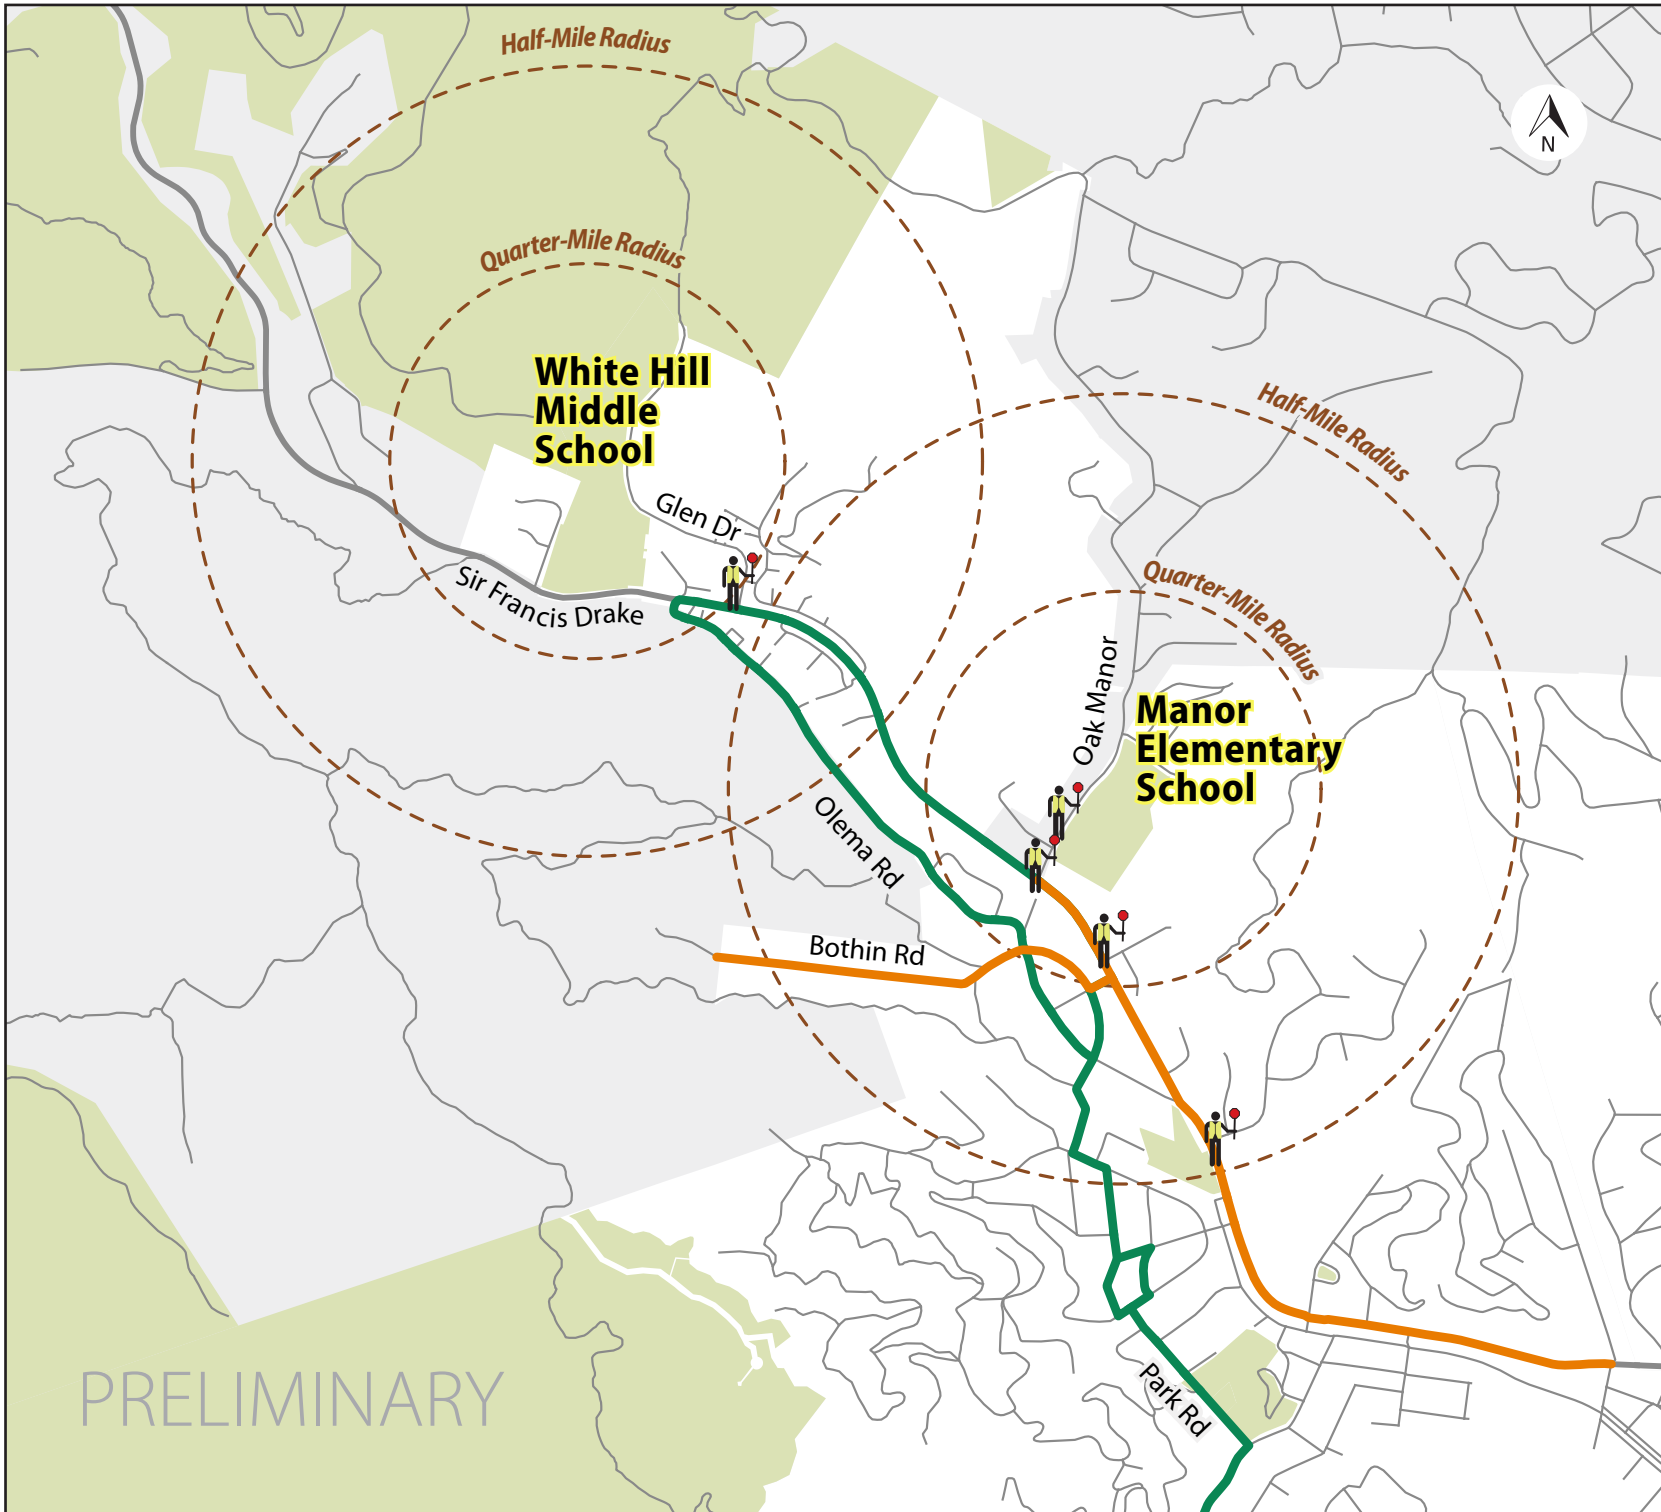 Half-Mile Radius
N
Quarter-Mile Radius
White Hill
Middle
School
Half-Mile Radius
Glen Dr
Sir Francis Drake
Quarter-Mile Radius
Oak Manor
Manor
Elementary
School
Olema Rd
Bothin Rd
Park Rd
PRELIMINARY